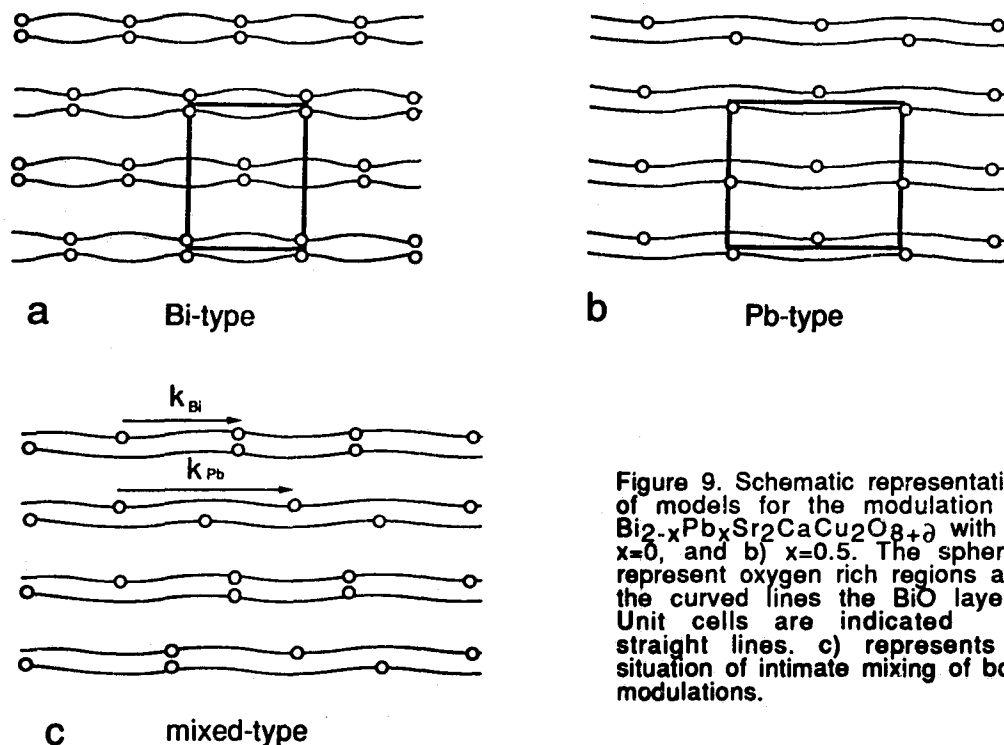 a Bi-type
b Pb-type
k Bi
k Pb
c mixed-type
Figure 9. Schematic representati
of models for the modulation
Bi2-xPbxSr2CaCu2O8+∂ with
x=0, and b) x=0.5. The spher
represent oxygen rich regions a
the curved lines the BiO laye
Unit cells are indicated
straight lines. c) represents
situation of intimate mixing of bo
modulations.